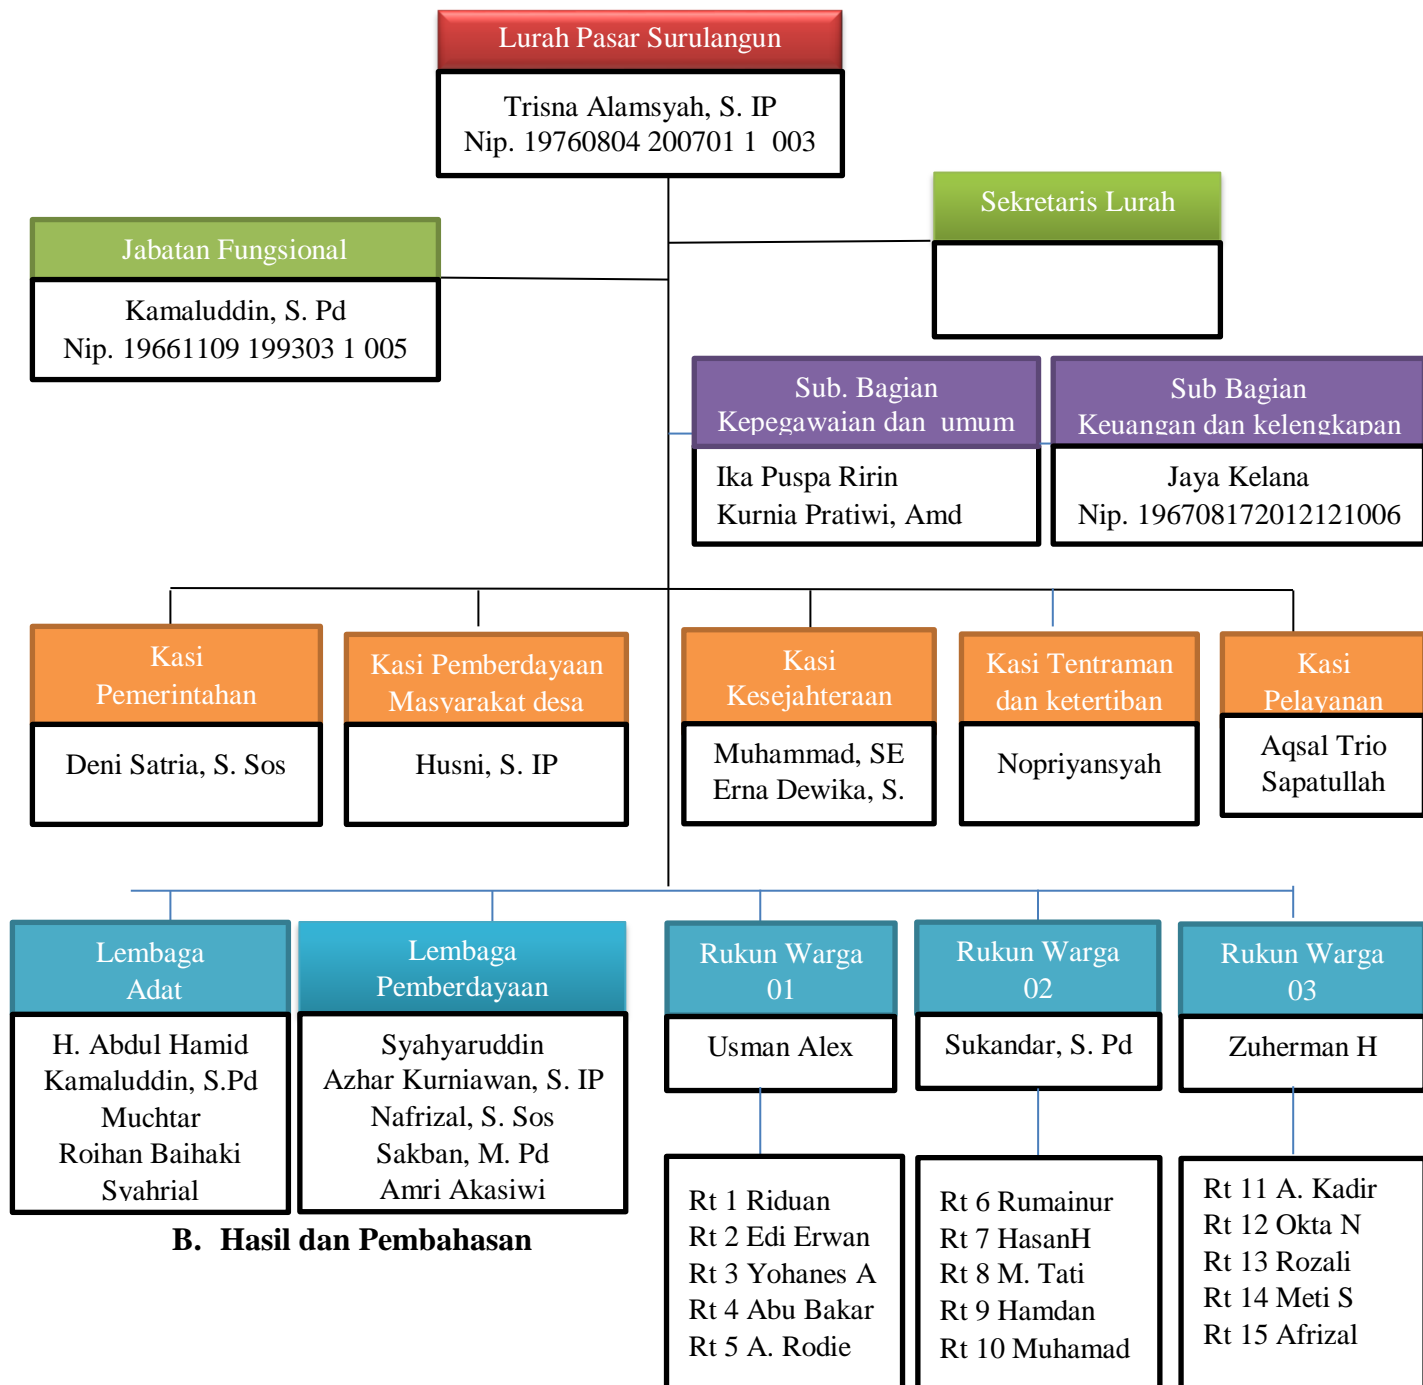 Lurah Pasar Surulangun
Trisna Alamsyah, S. IP
Nip. 19760804 200701 1  003
Sekretaris Lurah
Jabatan Fungsional
Kamaluddin, S. Pd
Nip. 19661109 199303 1 005
Sub. Bagian
Kepegawaian dan  umum
Ika Puspa Ririn
Kurnia Pratiwi, Amd
Sub Bagian
Keuangan dan kelengkapan
Jaya Kelana
Nip. 196708172012121006
Kasi
Pemerintahan
Deni Satria, S. Sos
Kasi Pemberdayaan
Masyarakat desa
Husni, S. IP
Kasi
Kesejahteraan
Muhammad, SE
Erna Dewika, S.
Kasi Tentraman
dan ketertiban
Nopriyansyah
Kasi
Pelayanan
Aqsal Trio
Sapatullah
Lembaga
Adat
H. Abdul Hamid
Kamaluddin, S.Pd
Muchtar
Roihan Baihaki
Syahrial
Lembaga
Pemberdayaan
Syahyaruddin
Azhar Kurniawan, S. IP
Nafrizal, S. Sos
Sakban, M. Pd
Amri Akasiwi
Rukun Warga
01
Usman Alex
Rt 1 Riduan
Rt 2 Edi Erwan
Rt 3 Yohanes A
Rt 4 Abu Bakar
Rt 5 A. Rodie
Rukun Warga
02
Sukandar, S. Pd
Rt 6 Rumainur
Rt 7 HasanH
Rt 8 M. Tati
Rt 9 Hamdan
Rt 10 Muhamad
Rukun Warga
03
Zuherman H
Rt 11 A. Kadir
Rt 12 Okta N
Rt 13 Rozali
Rt 14 Meti S
Rt 15 Afrizal
B. Hasil dan Pembahasan